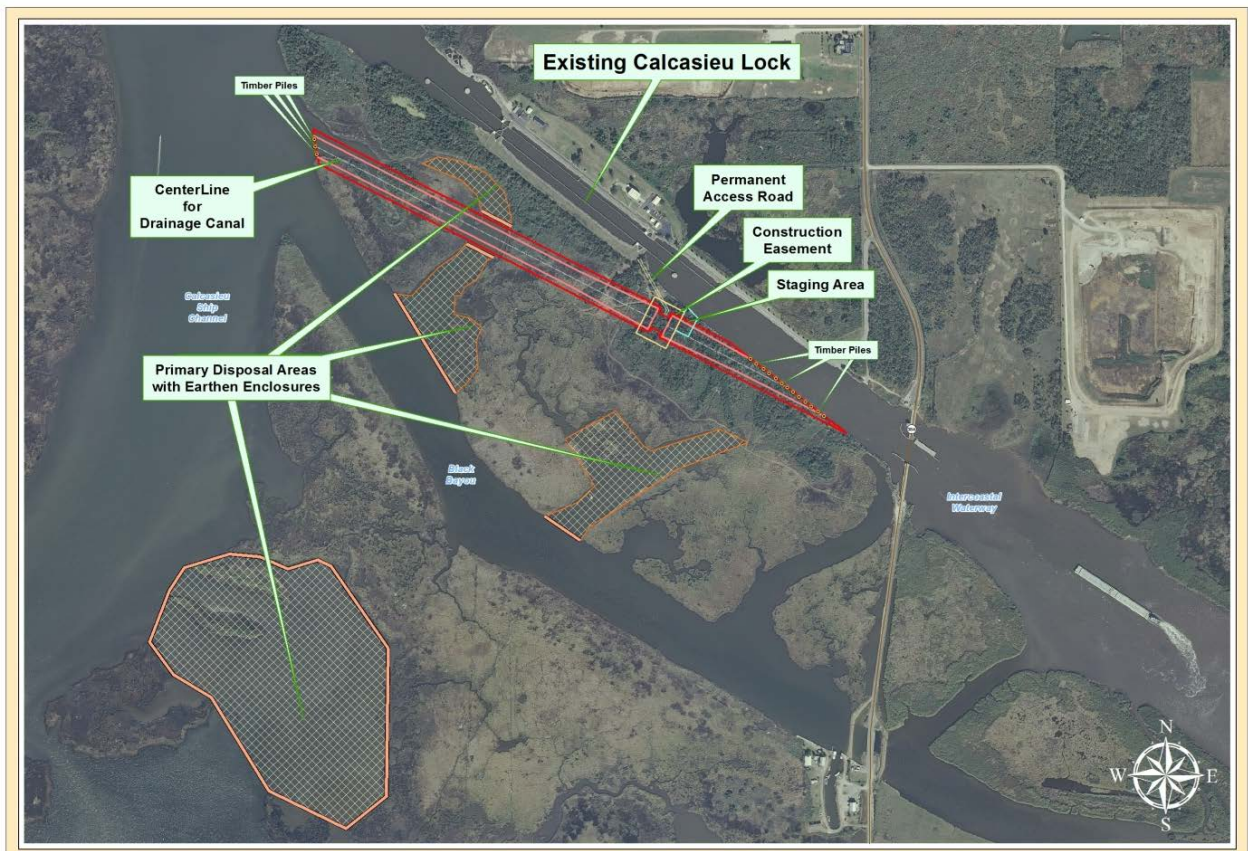 Existing Calcasieu Lock
Timber Piles
CenterLine
for
Drainage Canal
Permanent
Access Road
Construction
Easement
Staging Area
Calcasieu
Ship
Channel
Timber Piles
Primary Disposal Areas
with Earthen Enclosures
Black
Bayou
Intercoastal
Waterway
N
W
E
S